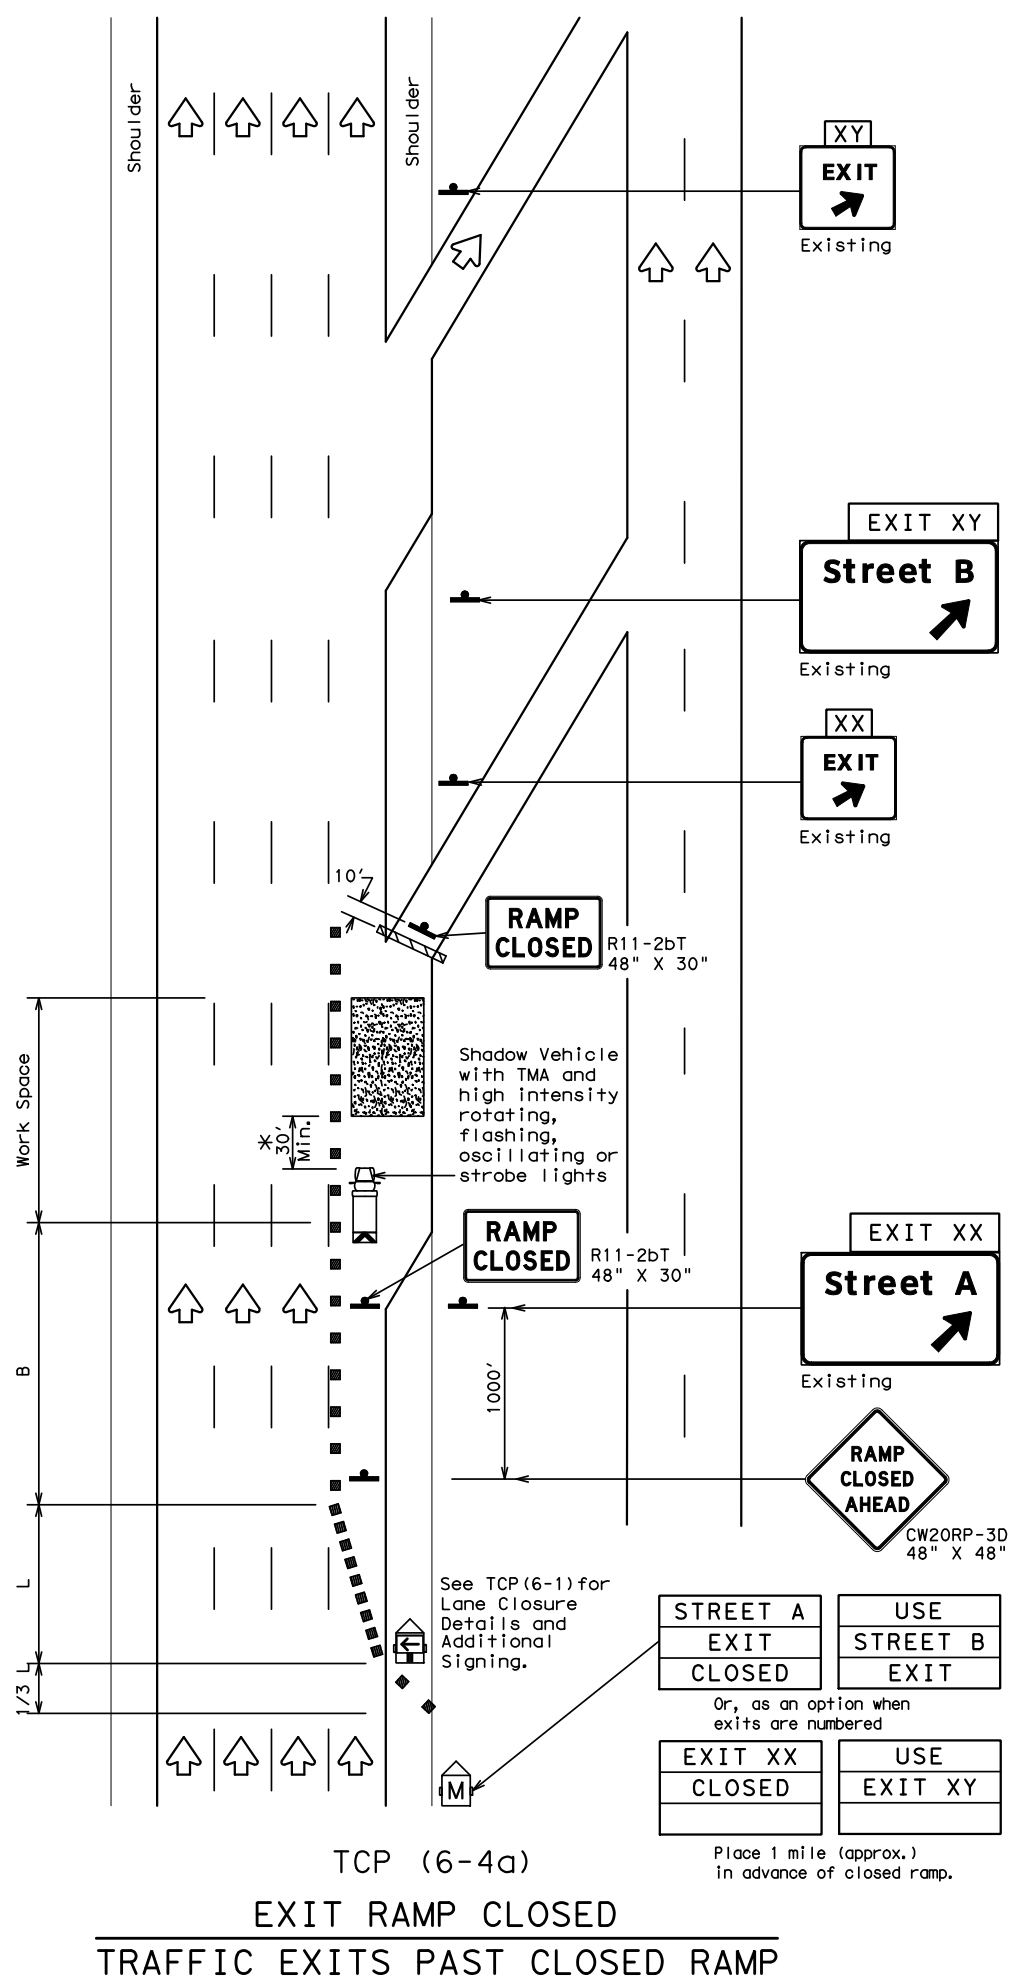 Shoulder
Shoulder
XY
EXIT
Existing
EXIT XY
Street B
Existing
XX
EXIT
Existing
10'
RAMP
CLOSED
R11-2bT
48" X 30"
Work Space
Shadow Vehicle
with TMA and
high intensity
rotating,
flashing,
oscillating or
strobe lights
*
30'
Min.
RAMP
CLOSED
R11-2bT
48" X 30"
EXIT XX
Street A
Existing
B
1000'
RAMP
CLOSED
AHEAD
CW20RP-3D
48" X 48"
L
See TCP(6-1)for
Lane Closure
Details and
Additional
Signing.
1/3 L
STREET A
EXIT
CLOSED
USE
STREET B
EXIT
Or, as an option when
exits are numbered
EXIT XX
CLOSED
USE
EXIT XY
M
Place 1 mile (approx.)
in advance of closed ramp.
TCP (6-4a)
EXIT RAMP CLOSED
TRAFFIC EXITS PAST CLOSED RAMP